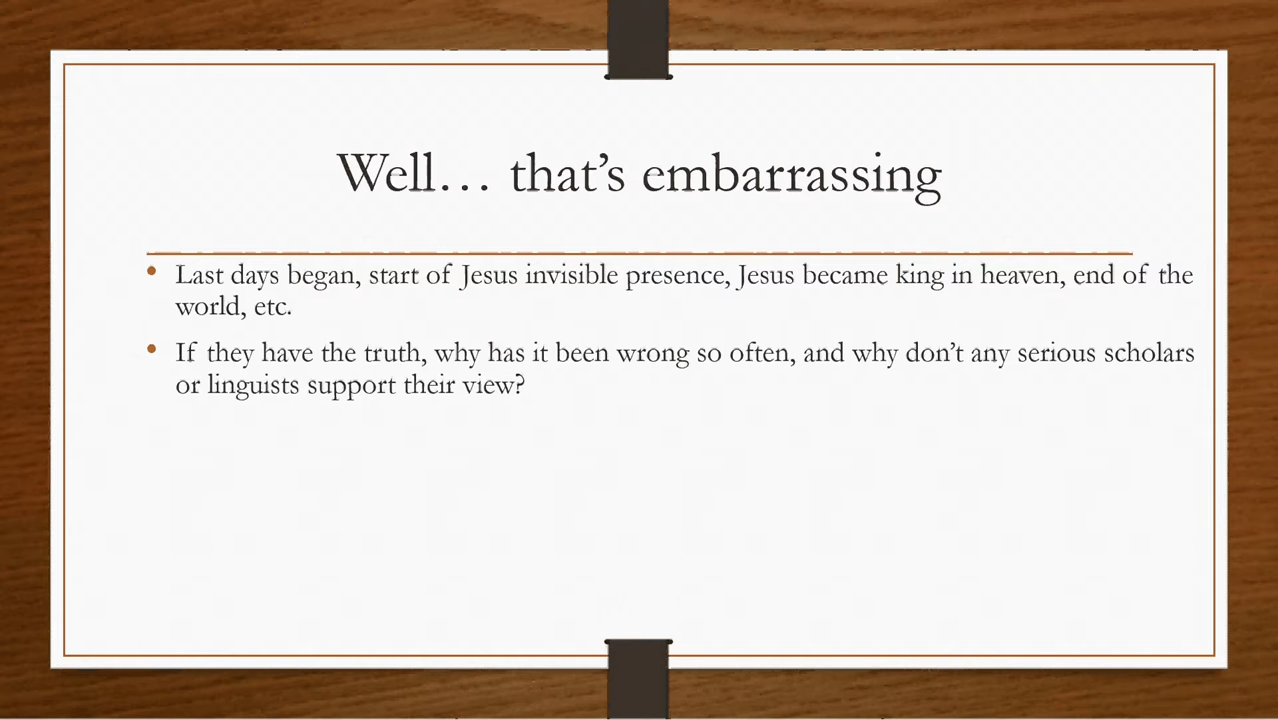 Well… that’s embarrassing
• Last days began, start of Jesus invisible presence, Jesus became king in heaven, end of the
world, etc.
• If they have the truth, why has it been wrong so often, and why don’t any serious scholars
or linguists support their view?